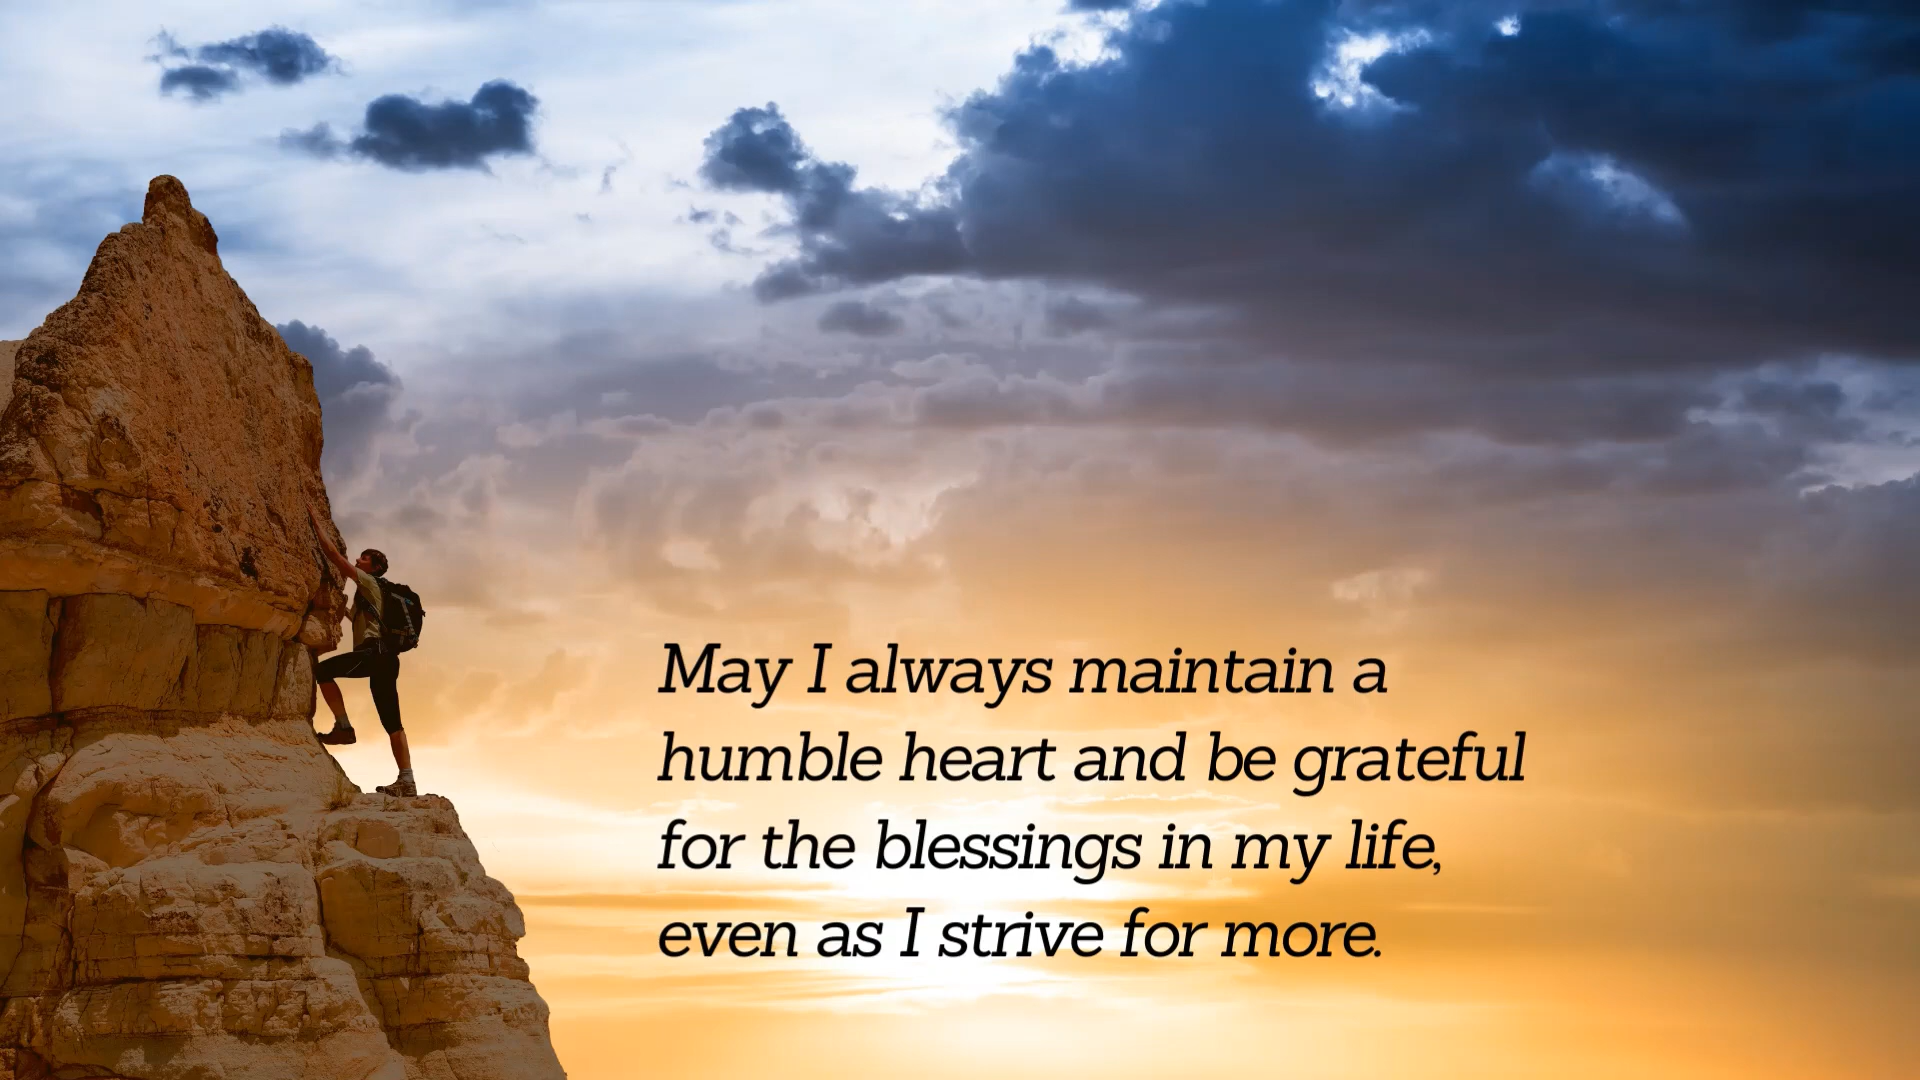 May I always maintain a
humble heart and be grateful
for the blessings in my life,
even as I strive for more.